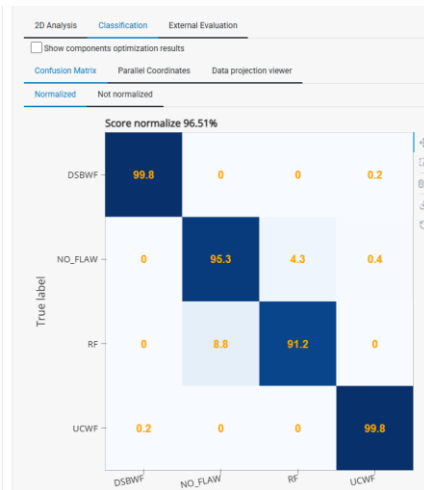 2D Analysis Classification External Evaluation
Show components optimization results
Confusion Matrix Parallel Coordinates Data projection viewer
Normalized Not normalized
Score normalize 96.51%
DSBWF 99.8 0 0 0.2
NO_FLAW 0 95.3 4.3 0.4
True label
RF 0 8.8 91.2 0
UCWF 0.2 0 0 99.8
DSBWF NO_FLAW RF UCWF